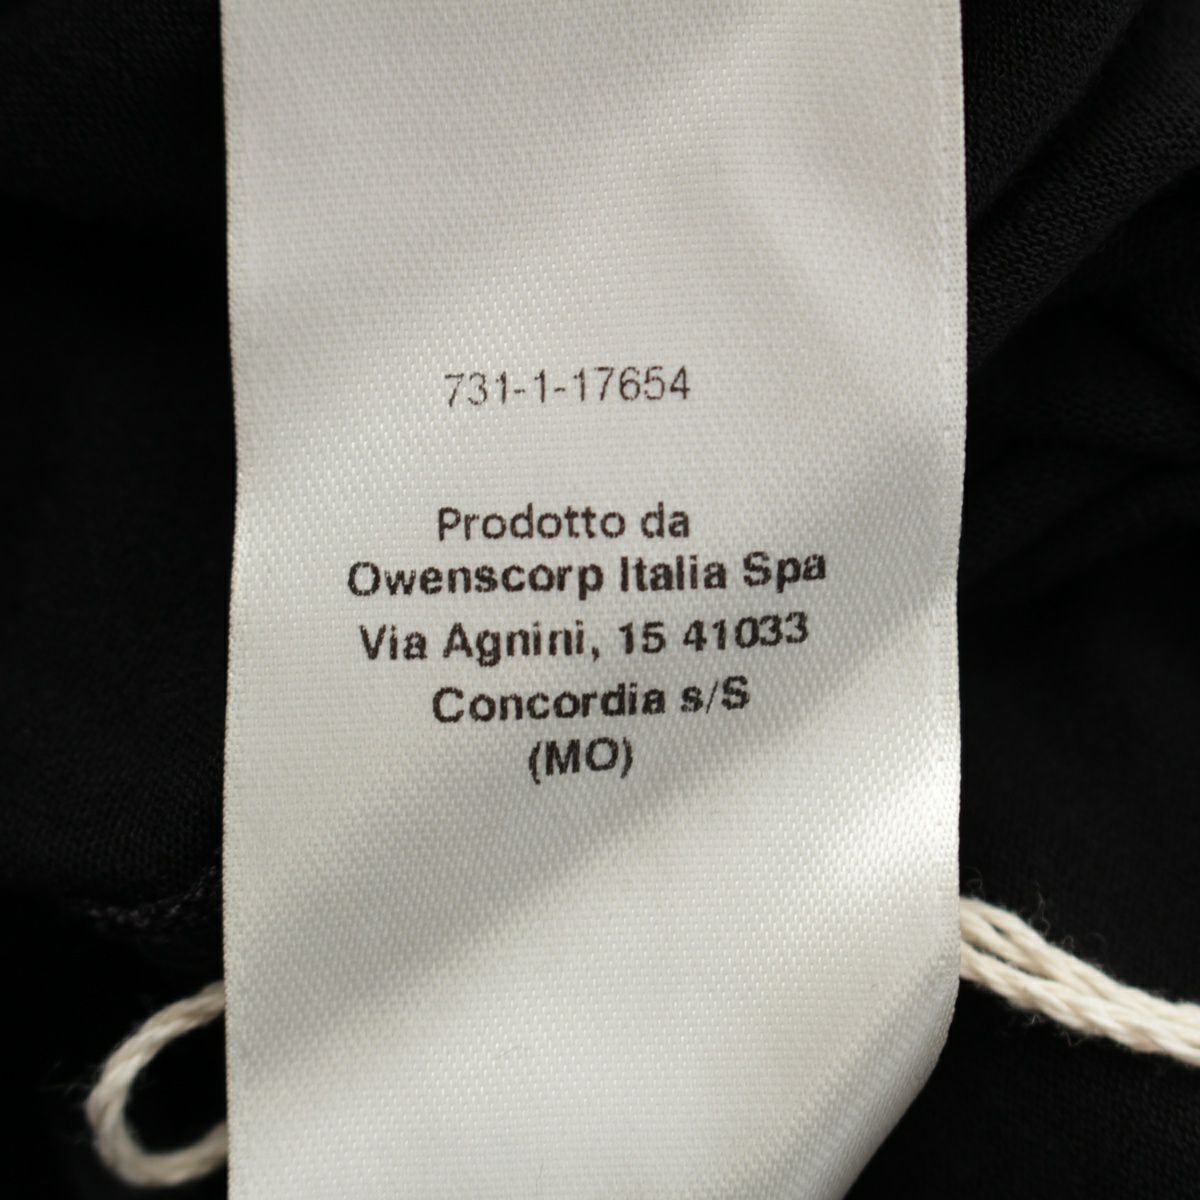 731-1-17654
Prodotto da
Owenscorp Italia Spa
Via Agnini, 15 41033
Concordia s/S
(MO)